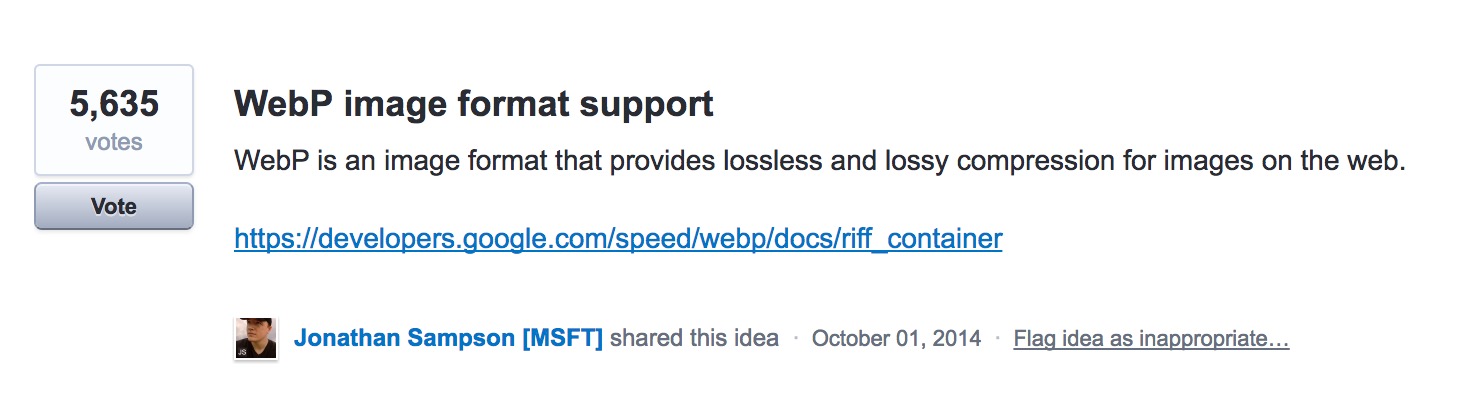 5,635
votes
Vote
WebP image format support
WebP is an image format that provides lossless and lossy compression for images on the web.
https://developers.google.com/speed/webp/docs/riff_container
JS
Jonathan Sampson [MSFT] shared this idea · October 01, 2014 · Flag idea as inappropriate…